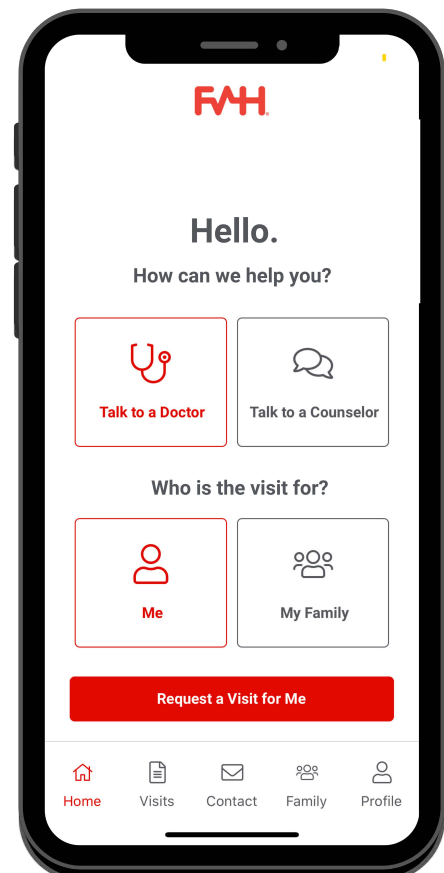 FAH
Hello.
How can we help you?
Talk to a Doctor
Talk to a Counselor
Who is the visit for?
Me
My Family
Request a Visit for Me
Home
Visits
Contact
Family
Profile